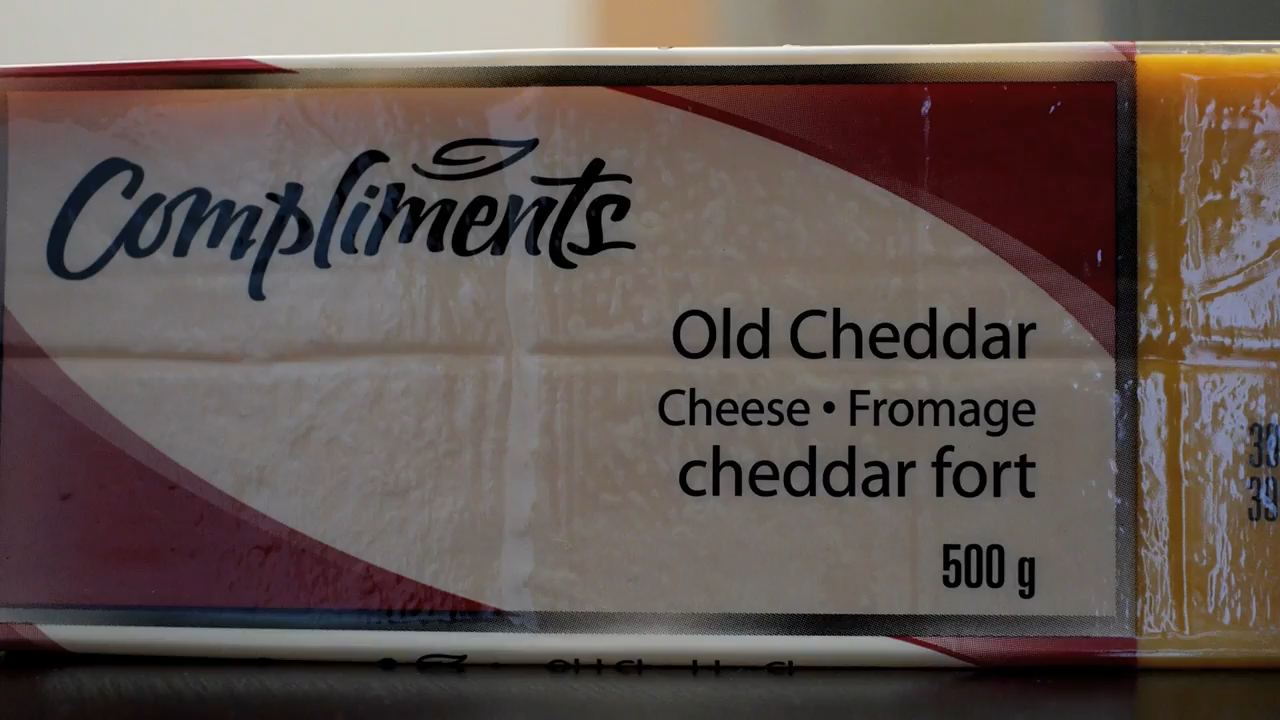 Compliments
Old Cheddar
Cheese • Fromage
cheddar fort
500 g